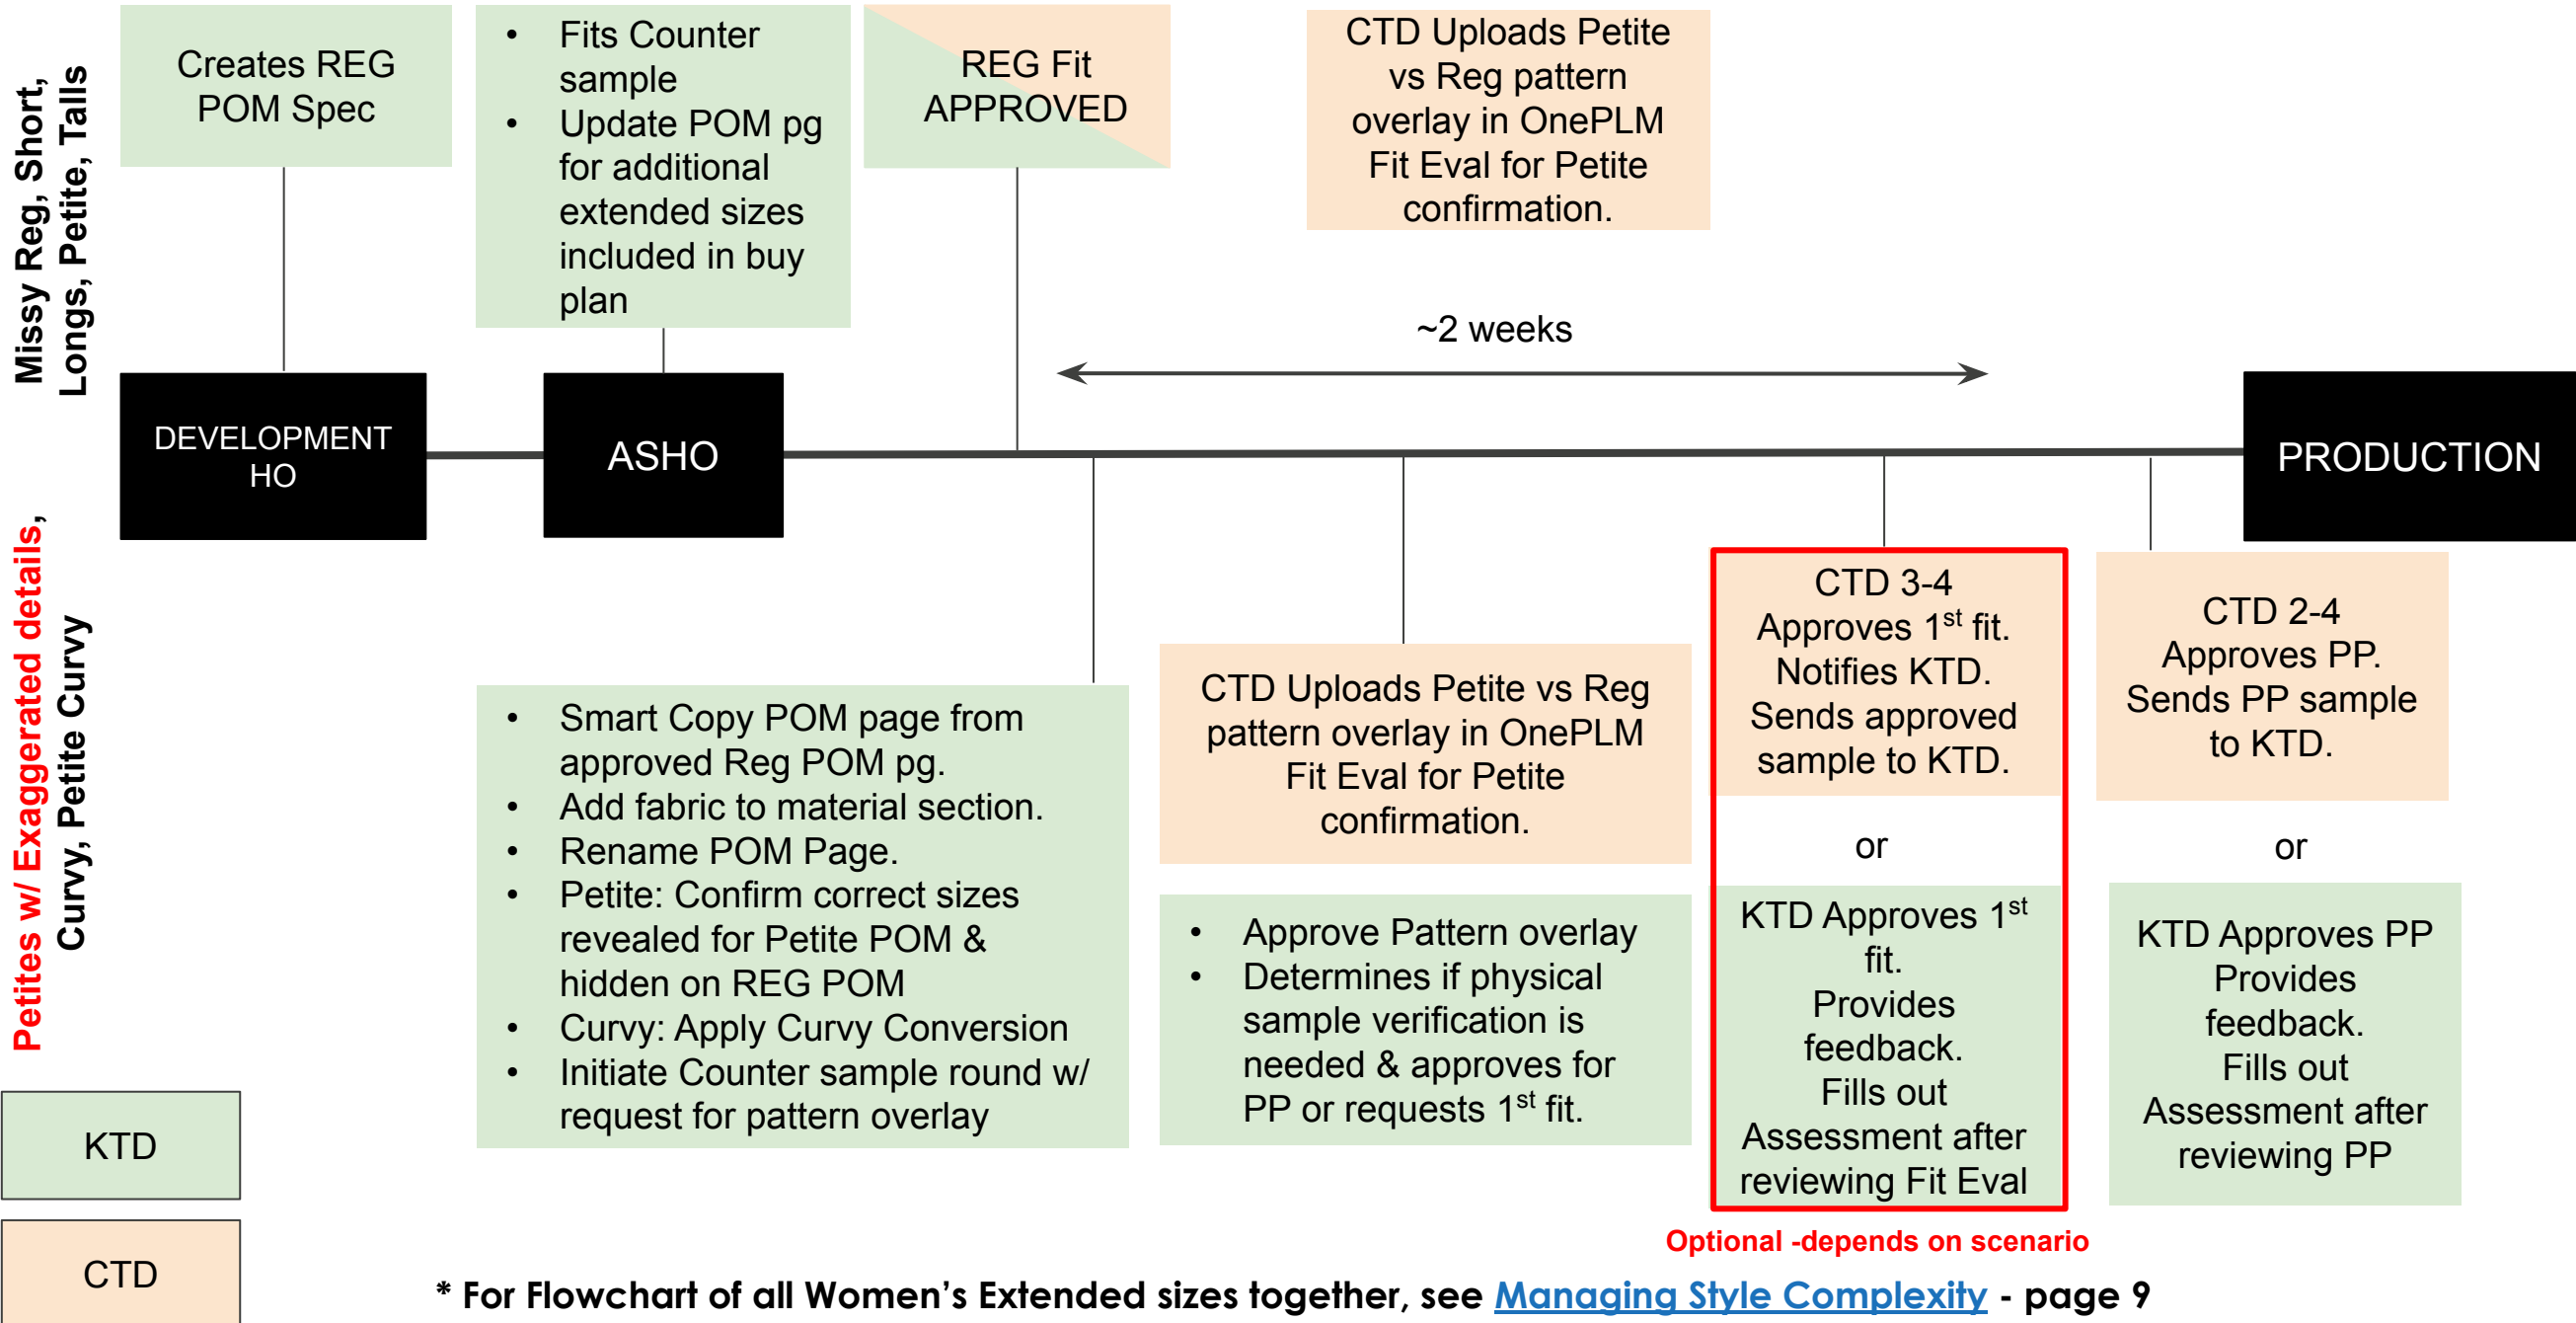 Missy Reg, Short,
Longs, Petite, Talls
Creates REG
POM Spec
• Fits Counter
sample
• Update POM pg
for additional
extended sizes
included in buy
plan
REG Fit
APPROVED
CTD Uploads Petite
vs Reg pattern
overlay in OnePLM
Fit Eval for Petite
confirmation.
~2 weeks
DEVELOPMENT
HO
ASHO
PRODUCTION
Petites w/ Exaggerated details,
Curvy, Petite Curvy
• Smart Copy POM page from
approved Reg POM pg.
• Add fabric to material section.
• Rename POM Page.
• Petite: Confirm correct sizes
revealed for Petite POM &
hidden on REG POM
• Curvy: Apply Curvy Conversion
• Initiate Counter sample round w/
request for pattern overlay
CTD Uploads Petite vs Reg
pattern overlay in OnePLM
Fit Eval for Petite
confirmation.
• Approve Pattern overlay
• Determines if physical
sample verification is
needed & approves for
PP or requests 1st fit.
CTD 3-4
Approves 1st fit.
Notifies KTD.
Sends approved
sample to KTD.
or
KTD Approves 1st
fit.
Provides
feedback.
Fills out
Assessment after
reviewing Fit Eval
Optional -depends on scenario
CTD 2-4
Approves PP.
Sends PP sample
to KTD.
or
KTD Approves PP
Provides
feedback.
Fills out
Assessment after
reviewing PP
KTD
CTD
* For Flowchart of all Women's Extended sizes together, see Managing Style Complexity - page 9